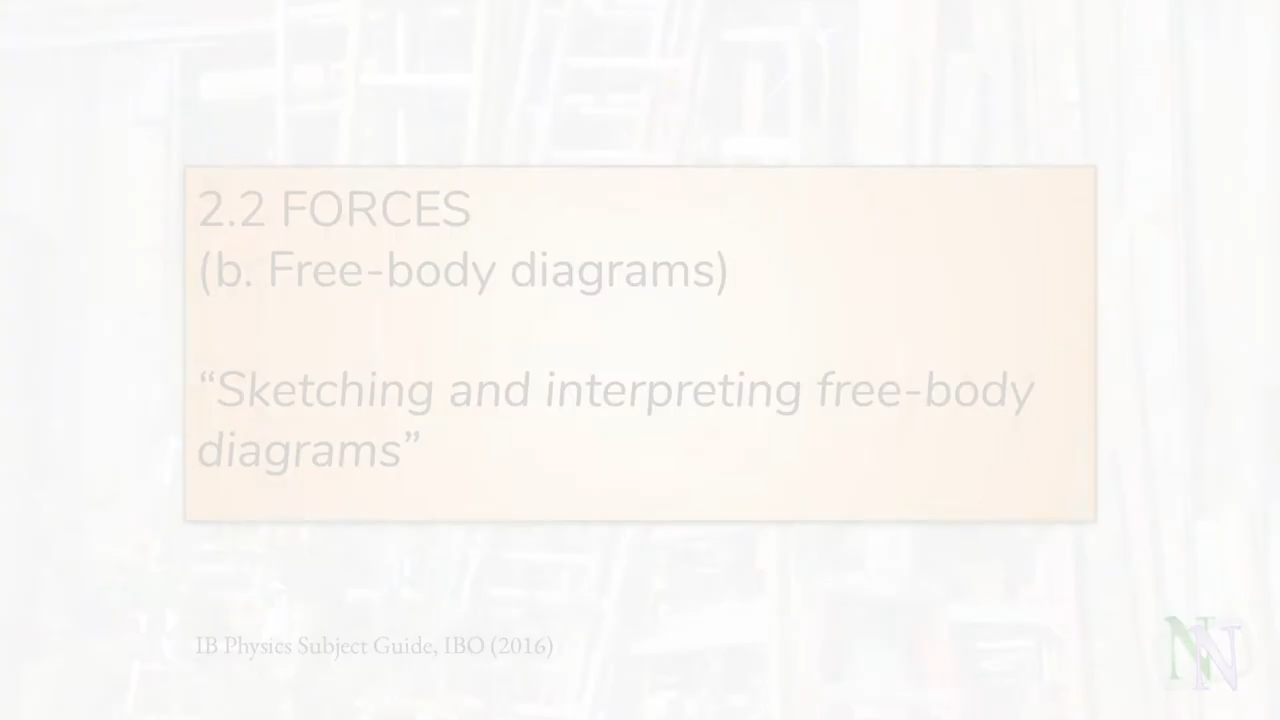 2.2 FORCES
(b. Free-body diagrams)
“Sketching and interpreting free-body
diagrams”
IB Physics Subject Guide, IBO (2016)